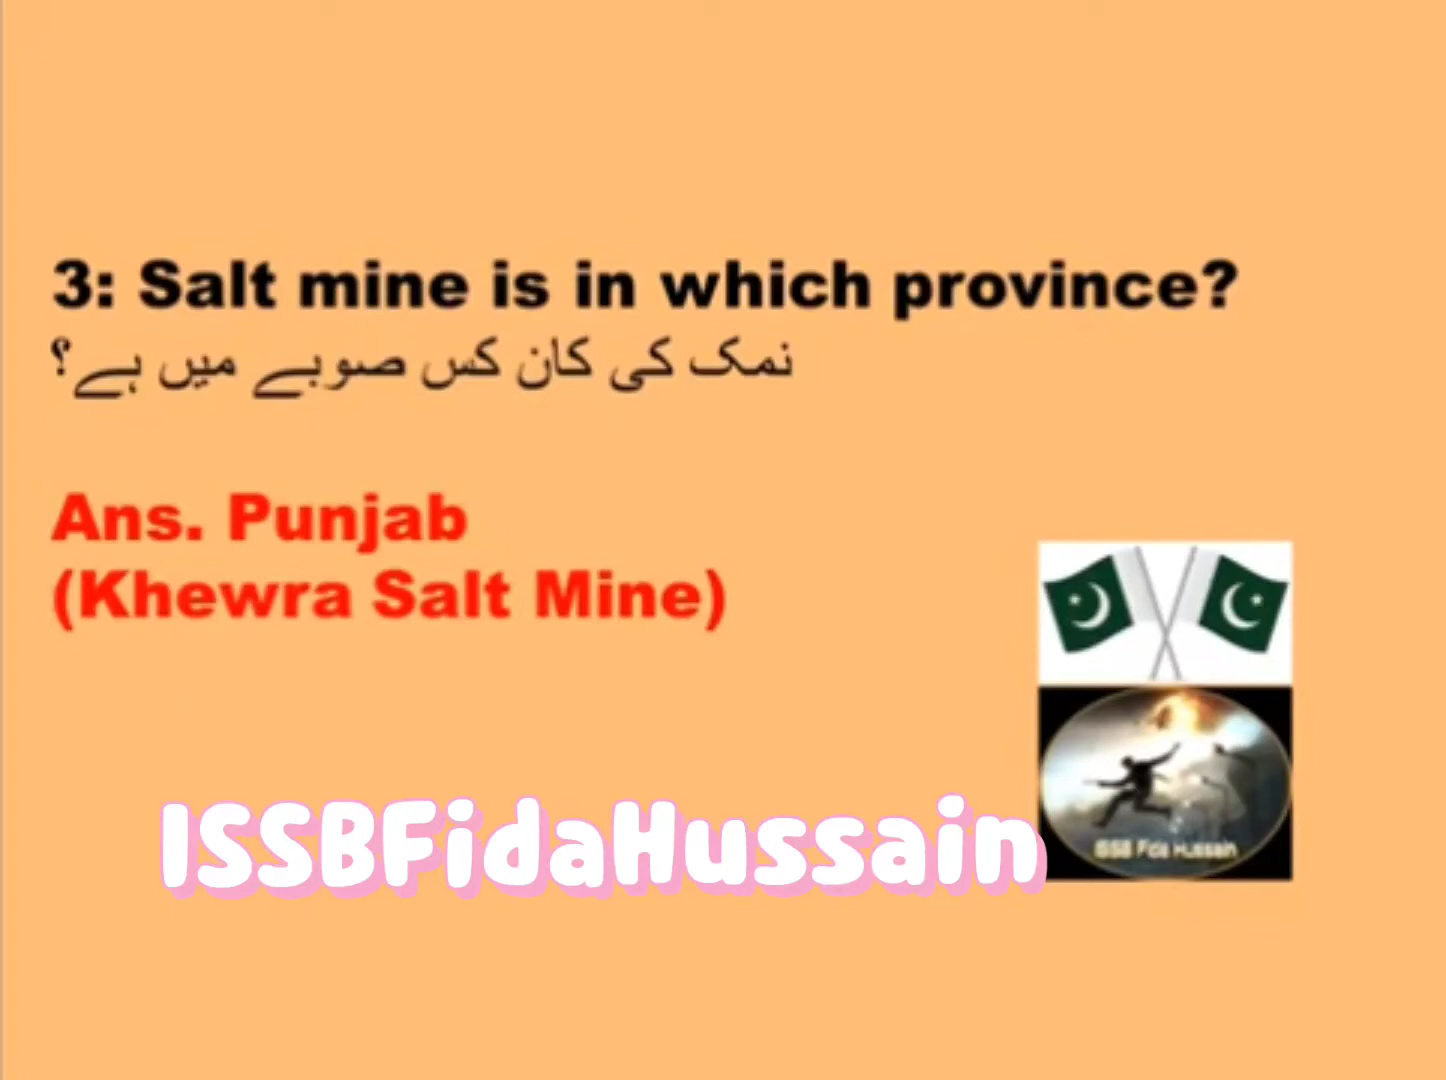 3: Salt mine is in which province?
نمک کی کان کس صوبے میں ہے؟
Ans. Punjab
(Khewra Salt Mine)
ISSBFidaHussain
ISSB Fida Hussain